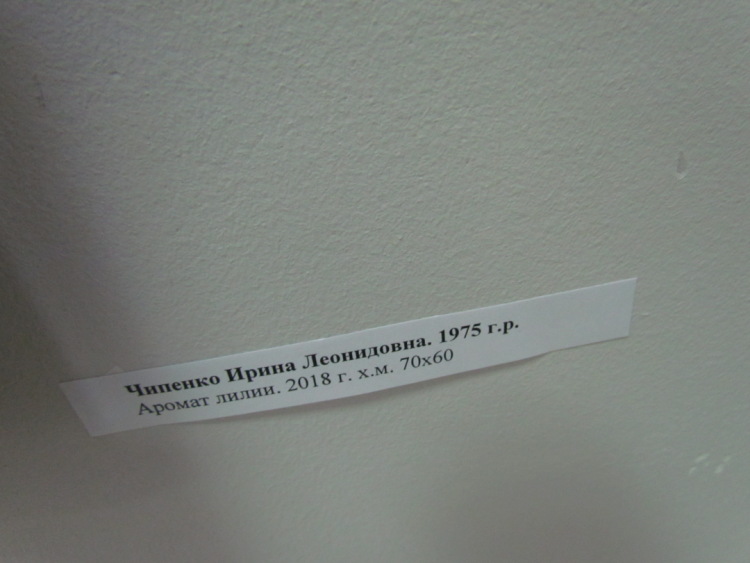 Чипенко Ирина Леонидовна. 1975 г.р.
Аромат лилии. 2018 г. х.м. 70х60